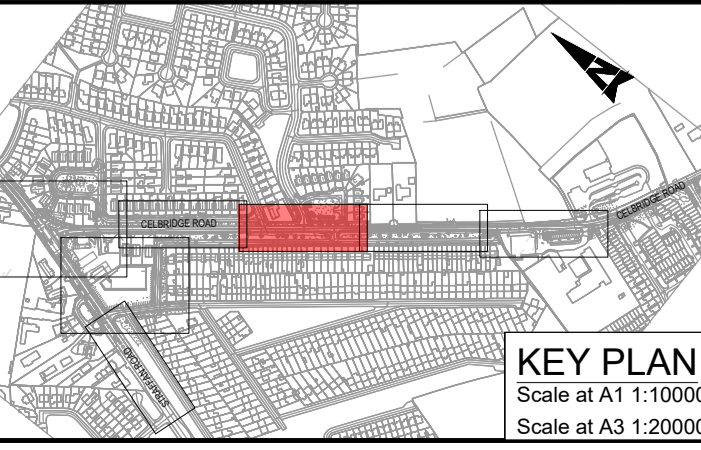 N
CELBRIDGE ROAD
CELBRIDGE ROAD
STRAFFAN ROAD
KEY PLAN
Scale at A1 1:10000
Scale at A3 1:20000